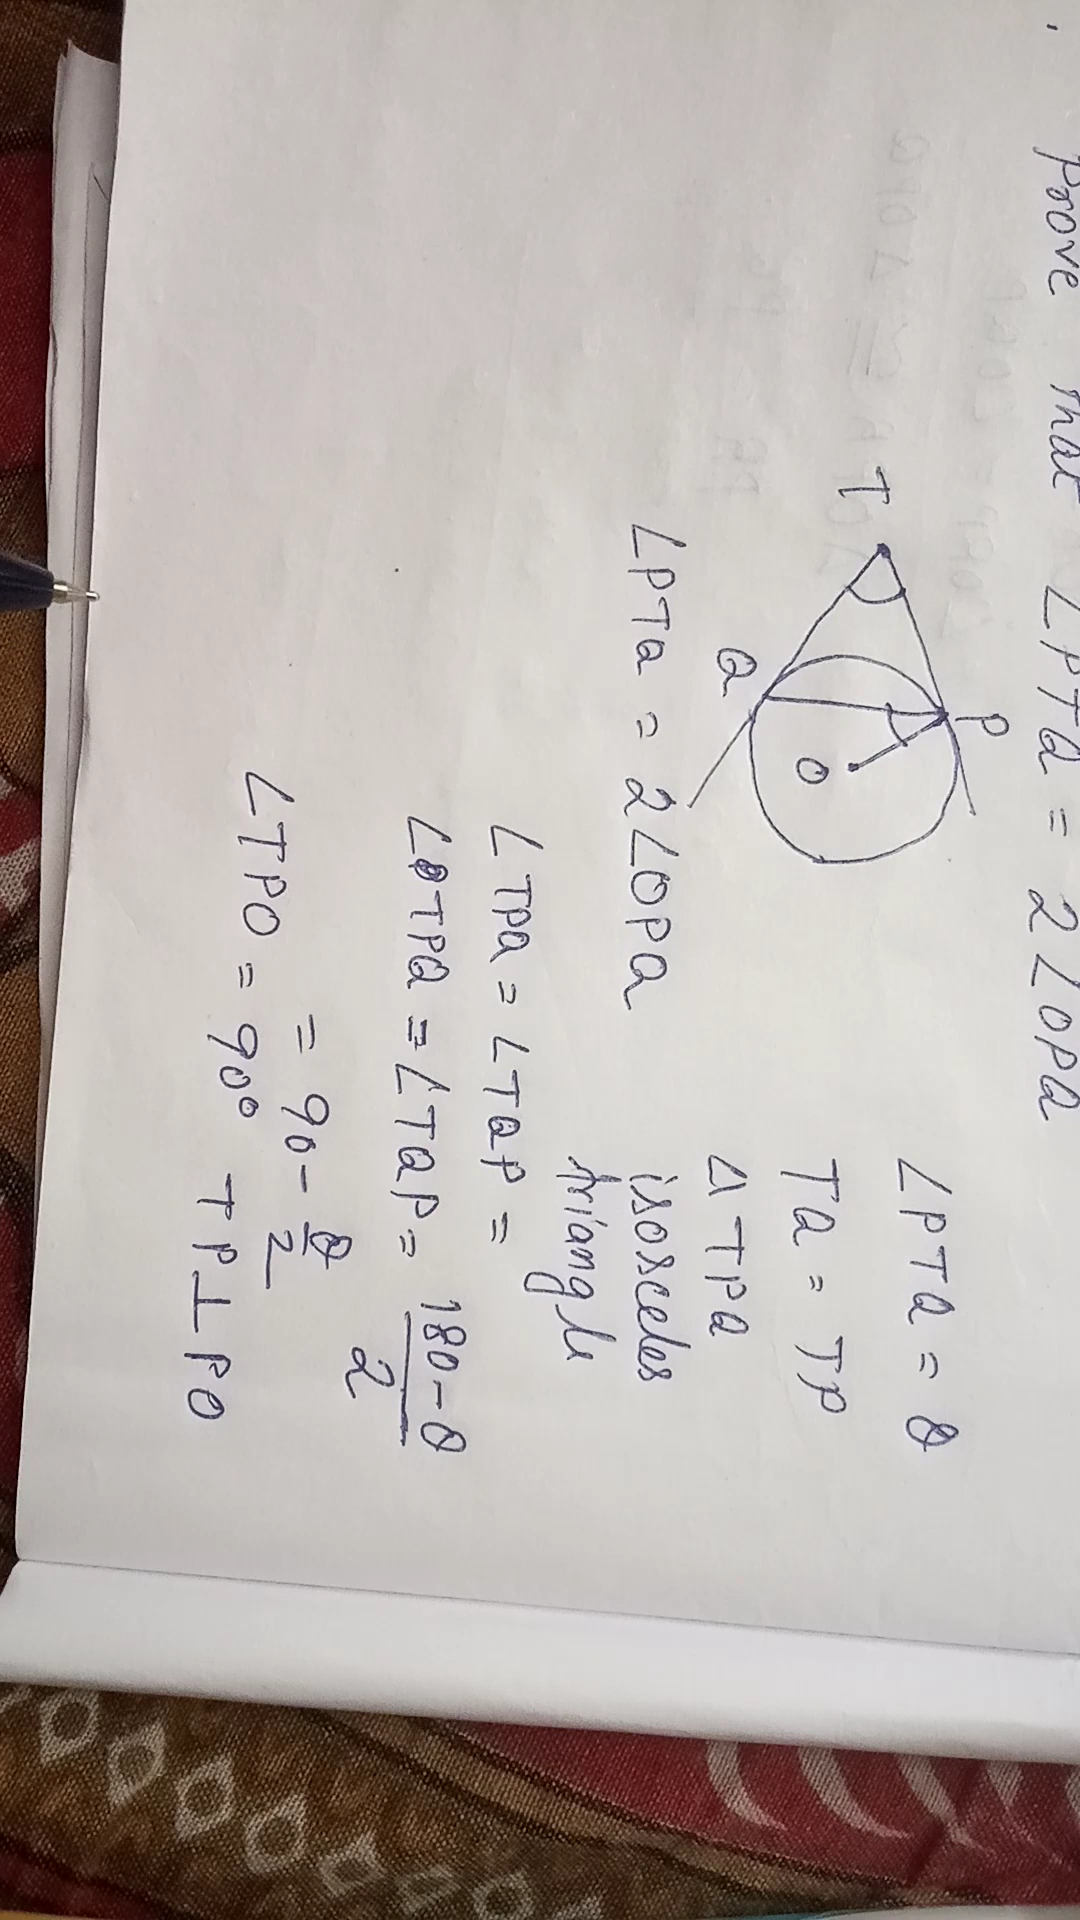 Prove that ∠PTQ = 2∠OPQ
T
P
Q
O
∠PTQ = 2∠OPQ
∠PTQ = θ
TQ = TP
△TPQ
isosceles
triangle
∠TPQ = ∠TQP =
∠TPQ = ∠TQP = 180-θ/2
= 90 - θ/2
∠TPO = 90° TP⊥PO